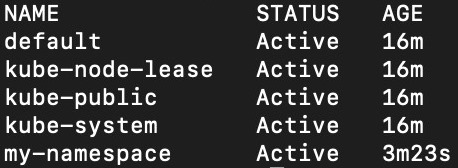 NAME STATUS AGE
default Active 16m
kube-node-lease Active 16m
kube-public Active 16m
kube-system Active 16m
my-namespace Active 3m23s